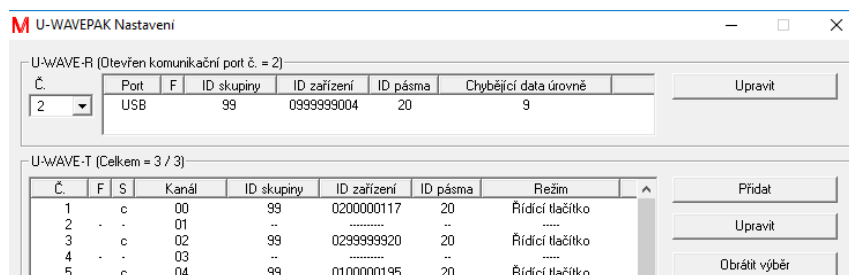 M U-WAVEPAK Nastavení
U-WAVE-R (Otevřen komunikační port č. = 2)
Č. Port F ID skupiny ID zařízení ID pásma Chybějící data úrovně Upravit
2 USB 99 0999999004 20 9
U-WAVE-T (Celkem = 3 / 3)
Č. F S Kanál ID skupiny ID zařízení ID pásma Režim Přidat
1 c 00 99 0200000117 20 Řídící tlačítko
2 - - 01 -- ---------- -- ----- Upravit
3 c 02 99 0299999920 20 Řídící tlačítko
4 - - 03 -- ---------- -- ----- Obrátit výběr
5 c 04 99 0100000195 20 Řídící tlačítko